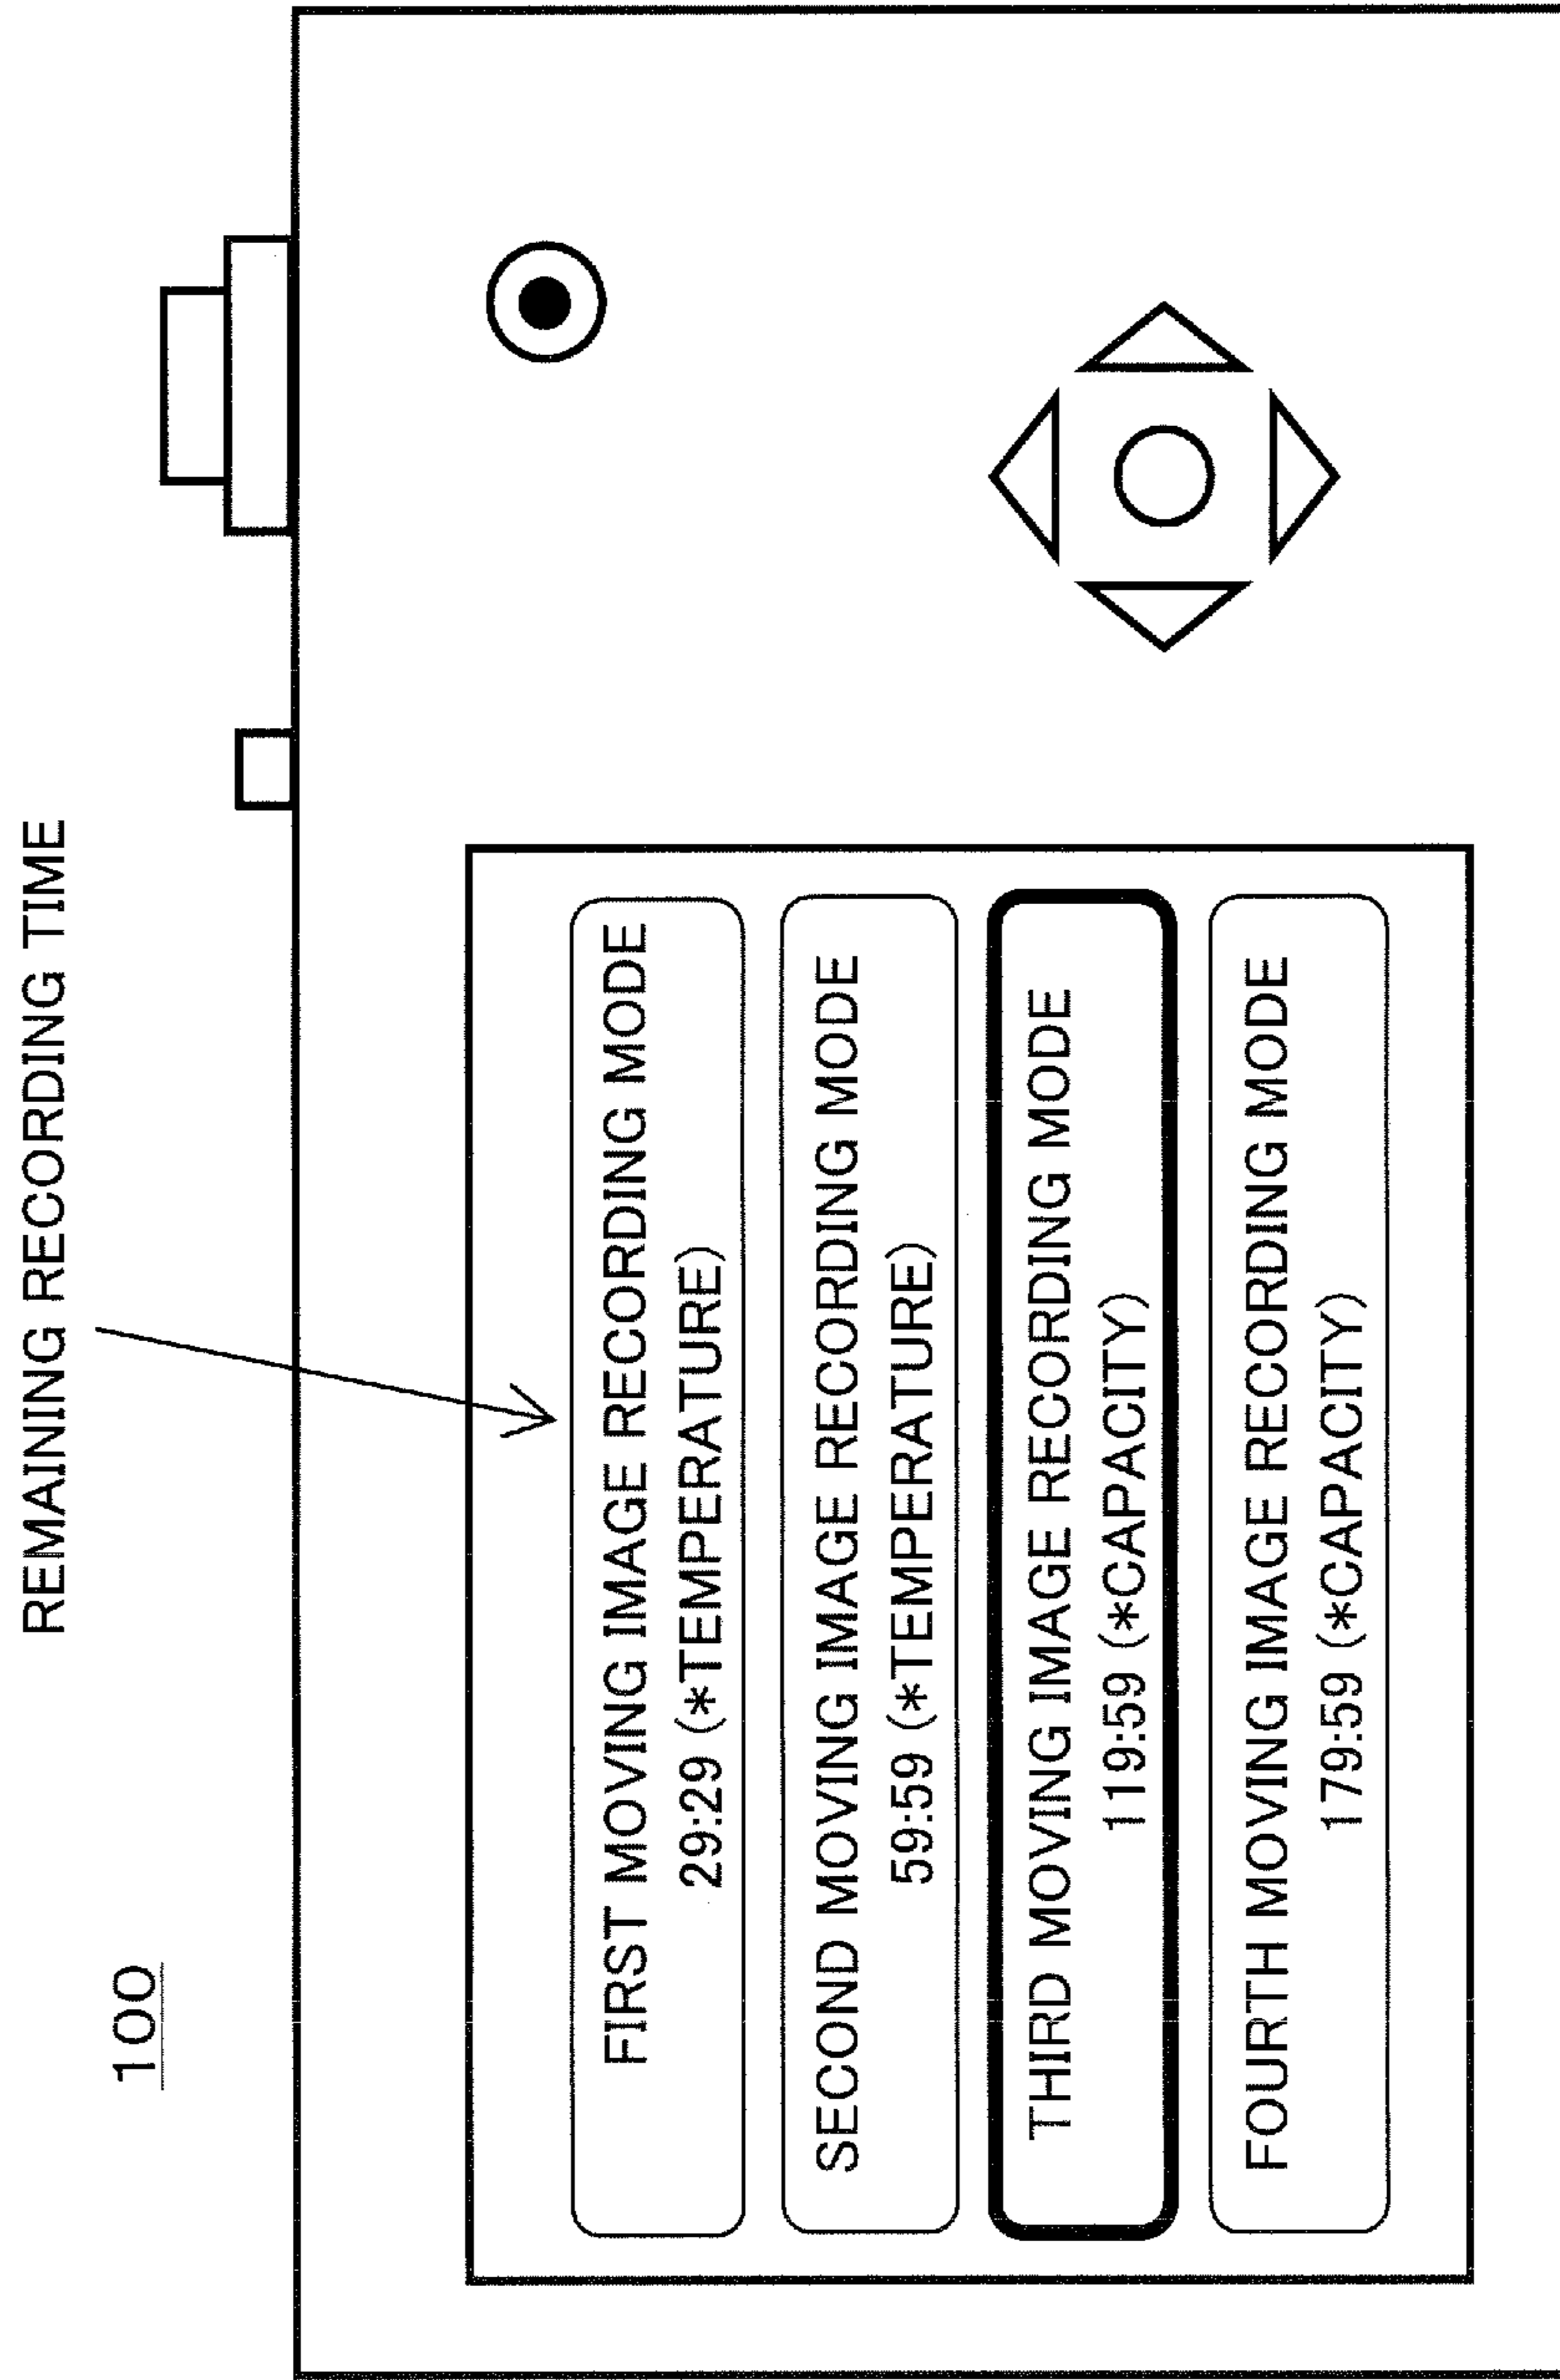 100
REMAINING RECORDING TIME
FIRST MOVING IMAGE RECORDING MODE
29:29 (*TEMPERATURE)
SECOND MOVING IMAGE RECORDING MODE
59:59 (*TEMPERATURE)
THIRD MOVING IMAGE RECORDING MODE
119:59 (*CAPACITY)
FOURTH MOVING IMAGE RECORDING MODE
179:59 (*CAPACITY)